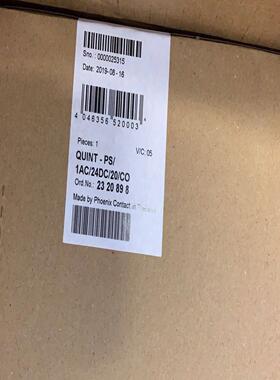 Sno.: 0000025315
Date: 2019-08-16
4 046356 520003
Pieces: 1
V/C: 05
QUINT - PS/
1AC/24DC/20/CO
Ord.No.: 23 20 89 8
Made by Phoenix Contact in